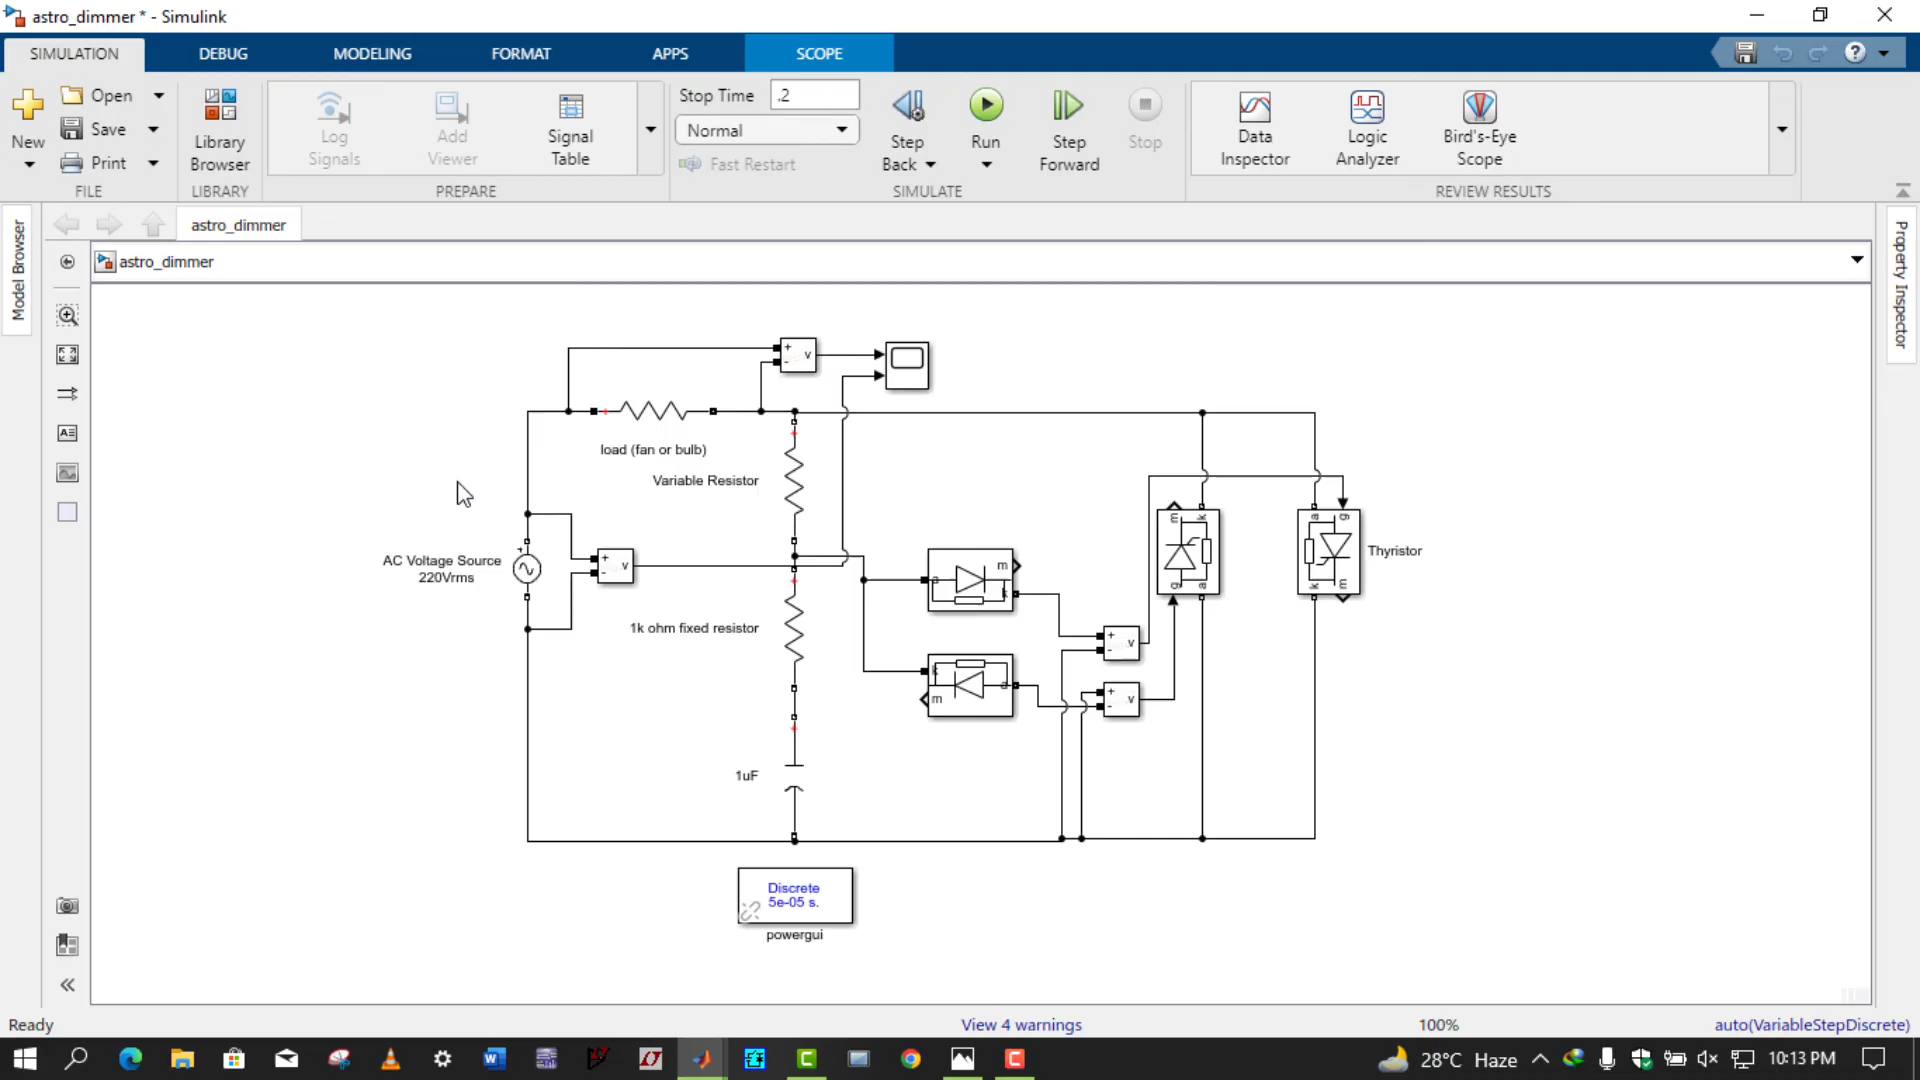 astro_dimmer * - Simulink
SIMULATION DEBUG MODELING FORMAT APPS SCOPE
New
Open
Save
Print
FILE
Library
Browser
LIBRARY
Log
Signals
Add
Viewer
Signal
Table
PREPARE
Stop Time .2
Normal
Fast Restart
Step
Back
Run
Step
Forward
Stop
SIMULATE
Data
Inspector
Logic
Analyzer
Bird's-Eye
Scope
REVIEW RESULTS
Model Browser
astro_dimmer
astro_dimmer
Property Inspector
+
-
v
load (fan or bulb)
Variable Resistor
AC Voltage Source
220Vrms
+
-
v
1k ohm fixed resistor
1uF
a
m
k
k
m
a
+
-
v
+
-
v
m
k
g
a
a
g
k
m
Thyristor
Discrete
5e-05 s.
powergui
Ready
View 4 warnings
100%
auto(VariableStepDiscrete)
28°C Haze
10:13 PM